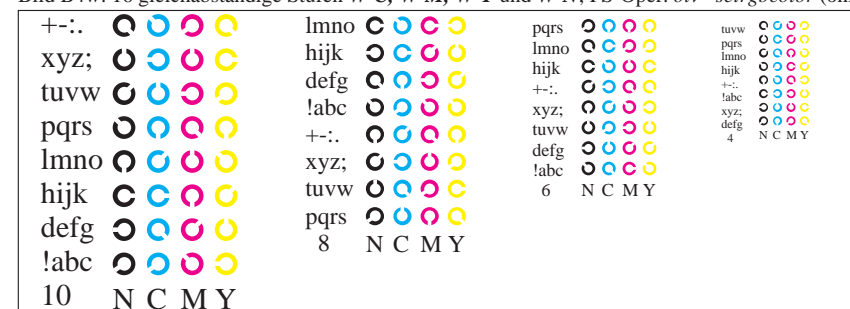 +-:.
xyz;
tuvw
pqrs
lmno
hijk
defg
!abc
10 N C M Y
lmno
hijk
defg
!abc
+-:.
xyz;
tuvw
pqrs
8 N C M Y
pqrs
lmno
hijk
+-:.
xyz;
tuvw
defg
!abc
6 N C M Y
tuvw
pqrs
lmno
hijk
+-:.
!abc
xyz;
defg
4 N C M Y